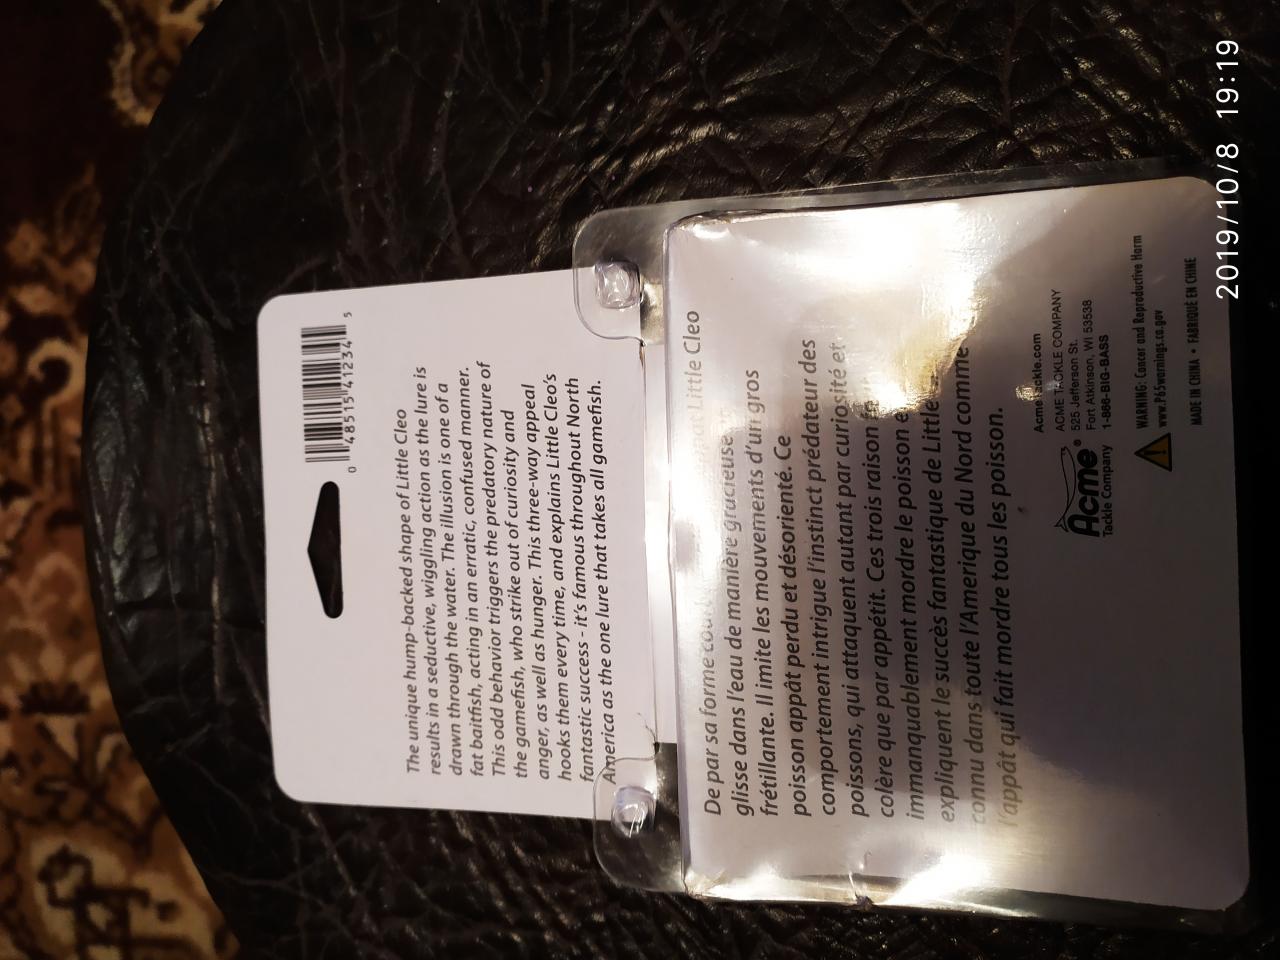 0 48515 41234 5
The unique hump-backed shape of Little Cleo
results in a seductive, wiggling action as the lure is
drawn through the water. The illusion is one of a
fat baitfish, acting in an erratic, confused manner.
This odd behavior triggers the predatory nature of
the gamefish, who strike out of curiosity and
anger, as well as hunger. This three-way appeal
hooks them every time, and explains Little Cleo's
fantastic success - it's famous throughout North
America as the one lure that takes all gamefish.
De par sa forme Little Cleo
glisse dans l'eau de manière gracieuse
frétillante. Il imite les mouvements d'un gros
poisson appât perdu et désorienté. Ce
comportement intrigue l'instinct prédateur des
poissons, qui attaquent autant par curiosité et
colère que par appétit. Ces trois raison
immanquablement mordre le poisson
expliquent le succès fantastique de Little
connu dans toute l'Amerique du Nord comme
l'appât qui fait mordre tous les poisson.
Acme®
Tackle Company
AcmeTackle.com
ACME TACKLE COMPANY
525 Jefferson St.
Fort Atkinson, WI 53538
1-866-BIG-BASS
WARNING: Cancer and Reproductive Harm
www.P65warnings.ca.gov
MADE IN CHINA • FABRIQUÉ EN CHINE
2019/10/8 19:19